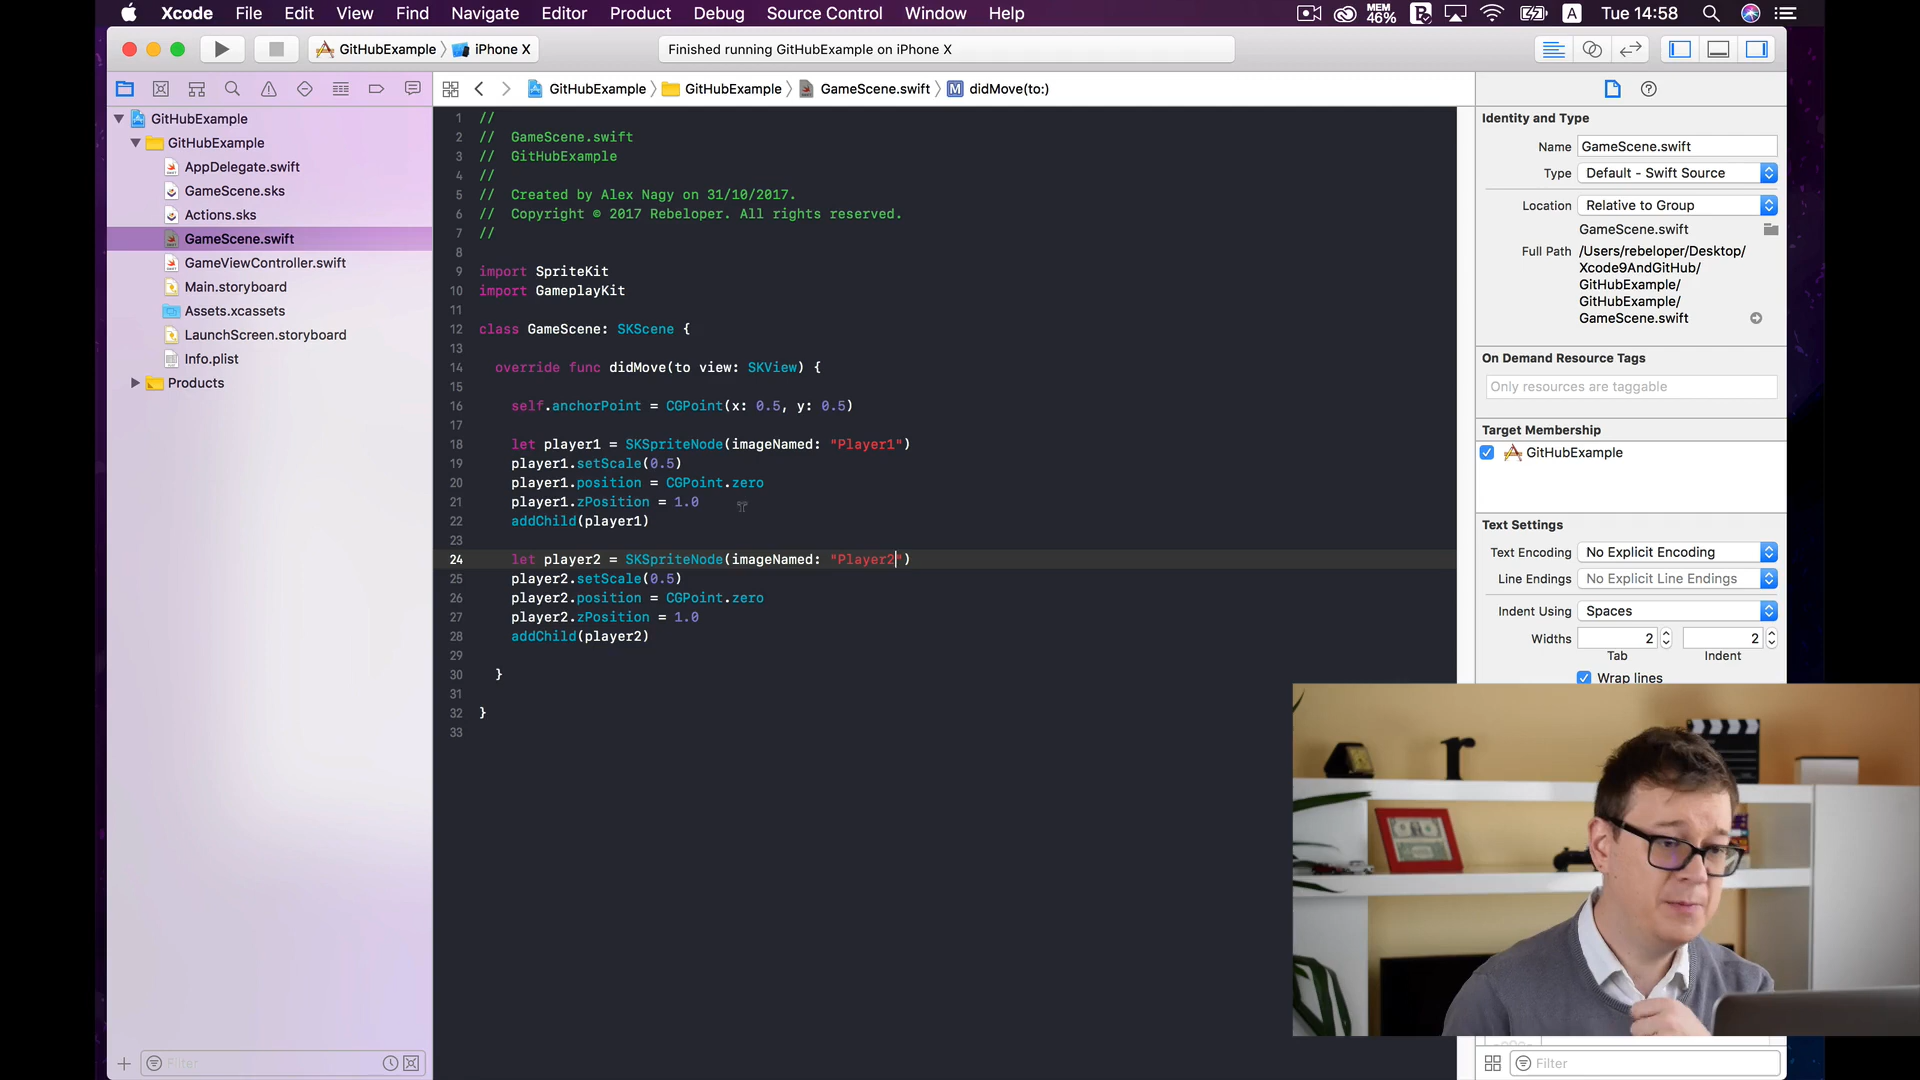 Xcode File Edit View Find Navigate Editor Product Debug Source Control Window Help MEM 46% A Tue 14:58
GitHubExample iPhone X Finished running GitHubExample on iPhone X
GitHubExample GitHubExample GameScene.swift M didMove(to:)
GitHubExample
GitHubExample
AppDelegate.swift
GameScene.sks
Actions.sks
GameScene.swift
GameViewController.swift
Main.storyboard
Assets.xcassets
LaunchScreen.storyboard
Info.plist
Products
Filter
1 //
2 // GameScene.swift
3 // GitHubExample
4 //
5 // Created by Alex Nagy on 31/10/2017.
6 // Copyright © 2017 Rebeloper. All rights reserved.
7 //
8
9 import SpriteKit
10 import GameplayKit
11
12 class GameScene: SKScene {
13
14 override func didMove(to view: SKView) {
15
16 self.anchorPoint = CGPoint(x: 0.5, y: 0.5)
17
18 let player1 = SKSpriteNode(imageNamed: "Player1")
19 player1.setScale(0.5)
20 player1.position = CGPoint.zero
21 player1.zPosition = 1.0
22 addChild(player1)
23
24 let player2 = SKSpriteNode(imageNamed: "Player2")
25 player2.setScale(0.5)
26 player2.position = CGPoint.zero
27 player2.zPosition = 1.0
28 addChild(player2)
29
30 }
31
32 }
33
Identity and Type
Name GameScene.swift
Type Default - Swift Source
Location Relative to Group
GameScene.swift
Full Path /Users/rebeloper/Desktop/
Xcode9AndGitHub/
GitHubExample/
GitHubExample/
GameScene.swift
On Demand Resource Tags
Only resources are taggable
Target Membership
GitHubExample
Text Settings
Text Encoding No Explicit Encoding
Line Endings No Explicit Line Endings
Indent Using Spaces
Widths 2 2
Tab Indent
Wrap lines
Filter